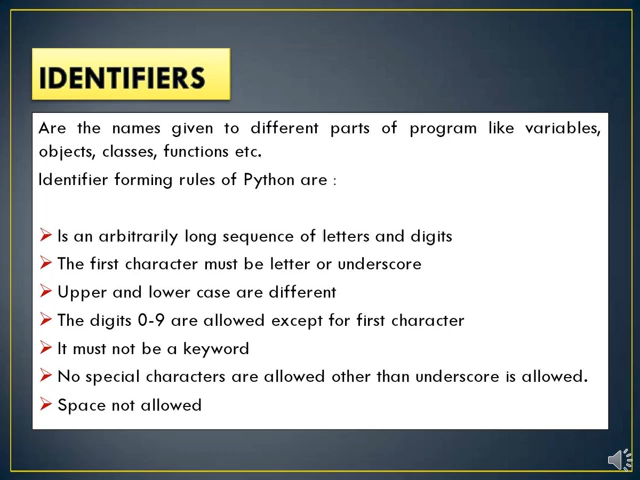 IDENTIFIERS
Are the names given to different parts of program like variables,
objects, classes, functions etc.
Identifier forming rules of Python are :
Is an arbitrarily long sequence of letters and digits
The first character must be letter or underscore
Upper and lower case are different
The digits 0-9 are allowed except for first character
It must not be a keyword
No special characters are allowed other than underscore is allowed.
Space not allowed